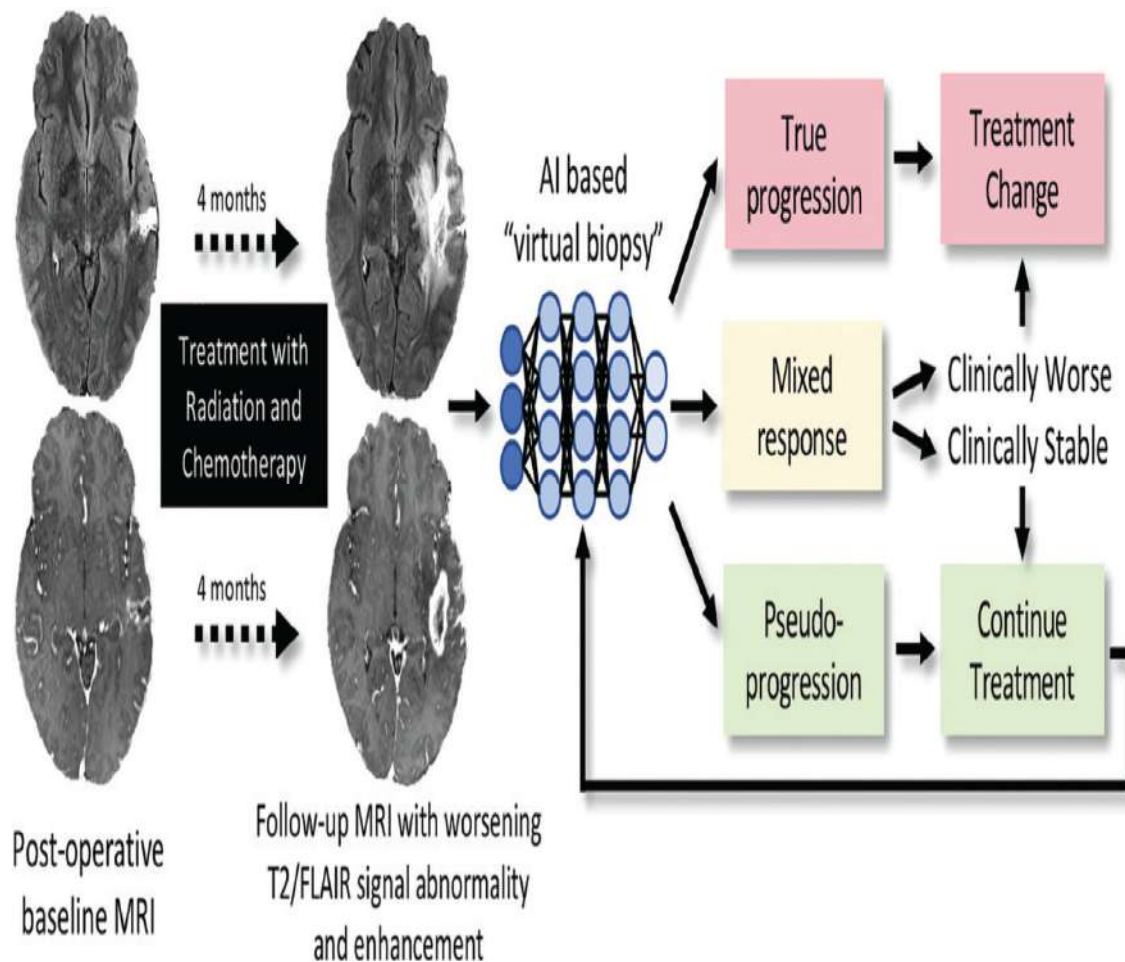 4 months
Treatment with
Radiation and
Chemotherapy
4 months
Post-operative
baseline MRI
Follow-up MRI with worsening
T2/FLAIR signal abnormality
and enhancement
AI based
“virtual biopsy”
True
progression
Treatment
Change
Mixed
response
Clinically Worse
Clinically Stable
Pseudo-
progression
Continue
Treatment